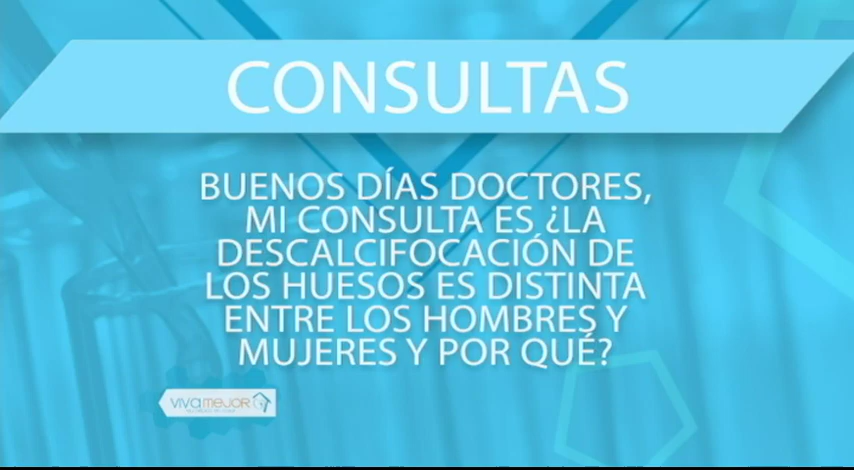 CONSULTAS
BUENOS DÍAS DOCTORES,
MI CONSULTA ES ¿LA
DESCALCIFOCACIÓN DE
LOS HUESOS ES DISTINTA
ENTRE LOS HOMBRES Y
MUJERES Y POR QUÉ?
vivamejor